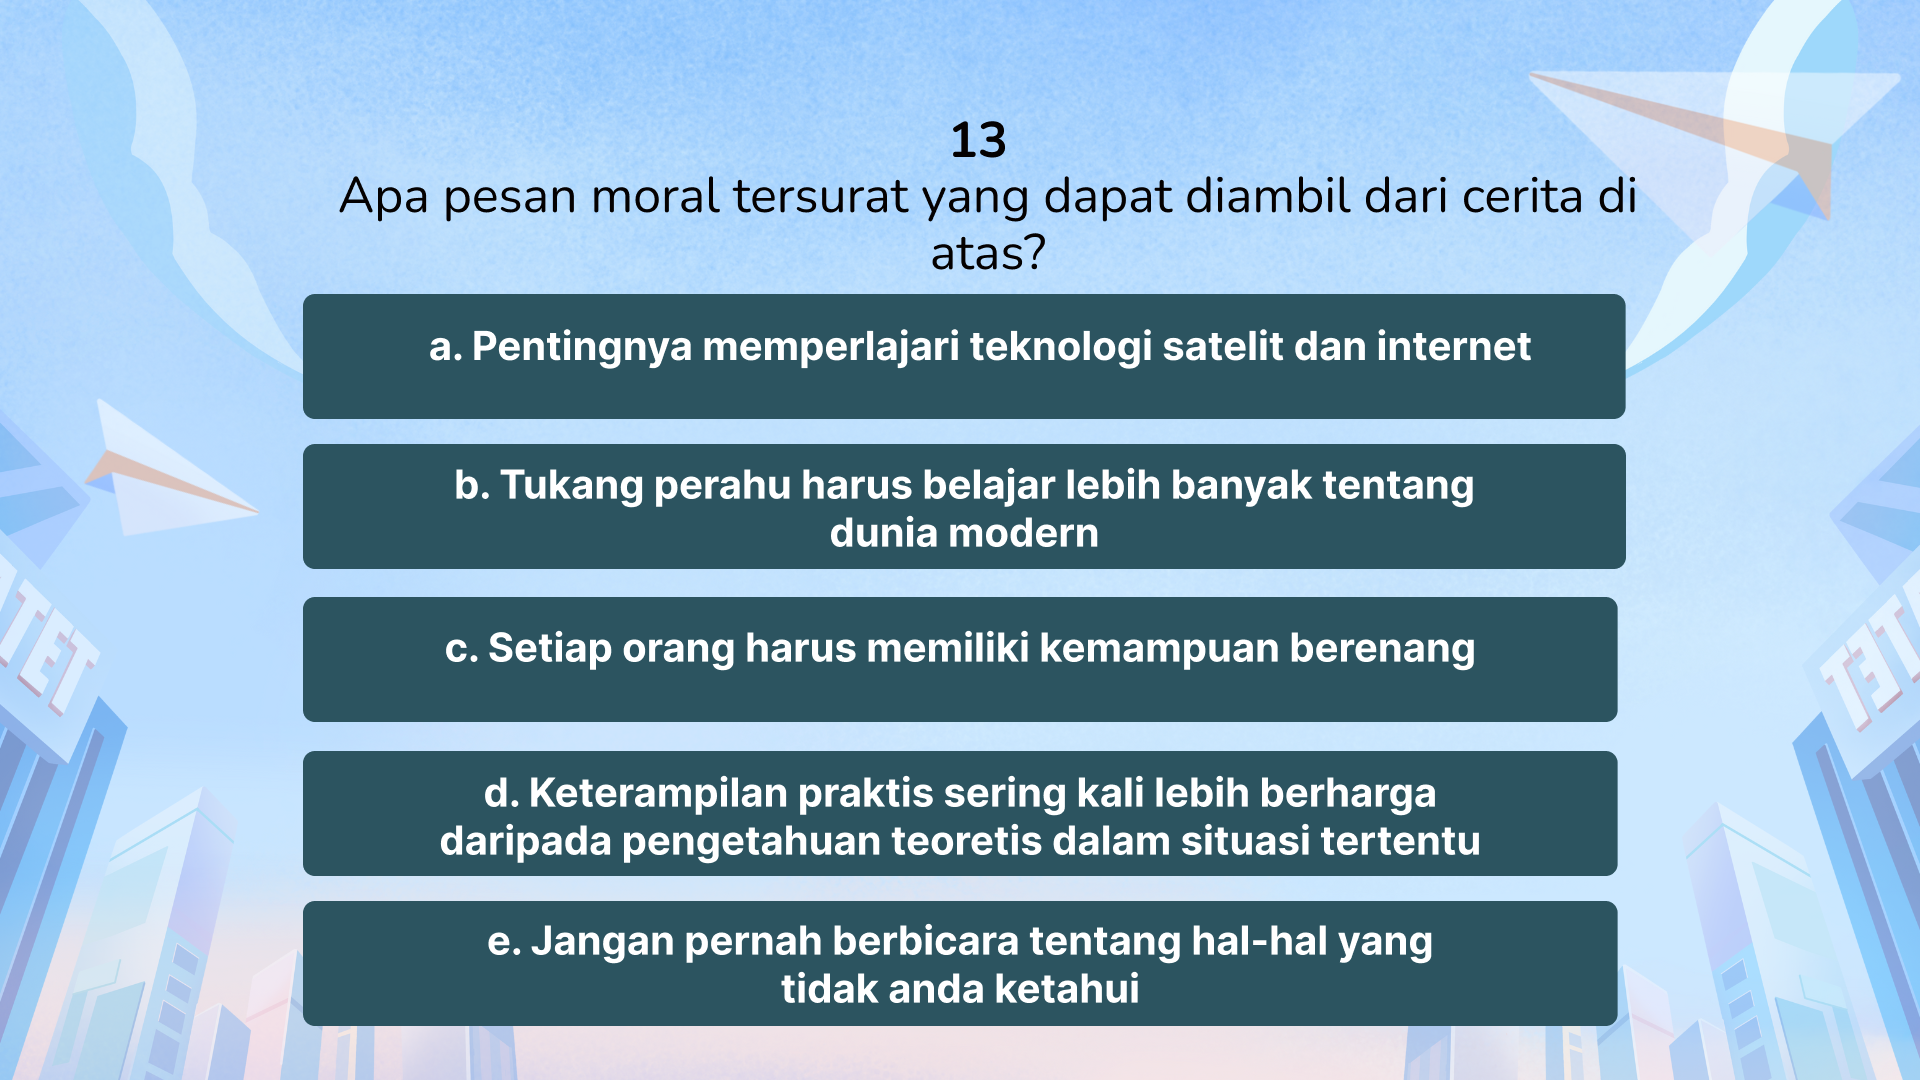 13
Apa pesan moral tersurat yang dapat diambil dari cerita di
atas?
a. Pentingnya memperlajari teknologi satelit dan internet
b. Tukang perahu harus belajar lebih banyak tentang
dunia modern
c. Setiap orang harus memiliki kemampuan berenang
d. Keterampilan praktis sering kali lebih berharga
daripada pengetahuan teoretis dalam situasi tertentu
e. Jangan pernah berbicara tentang hal-hal yang
tidak anda ketahui